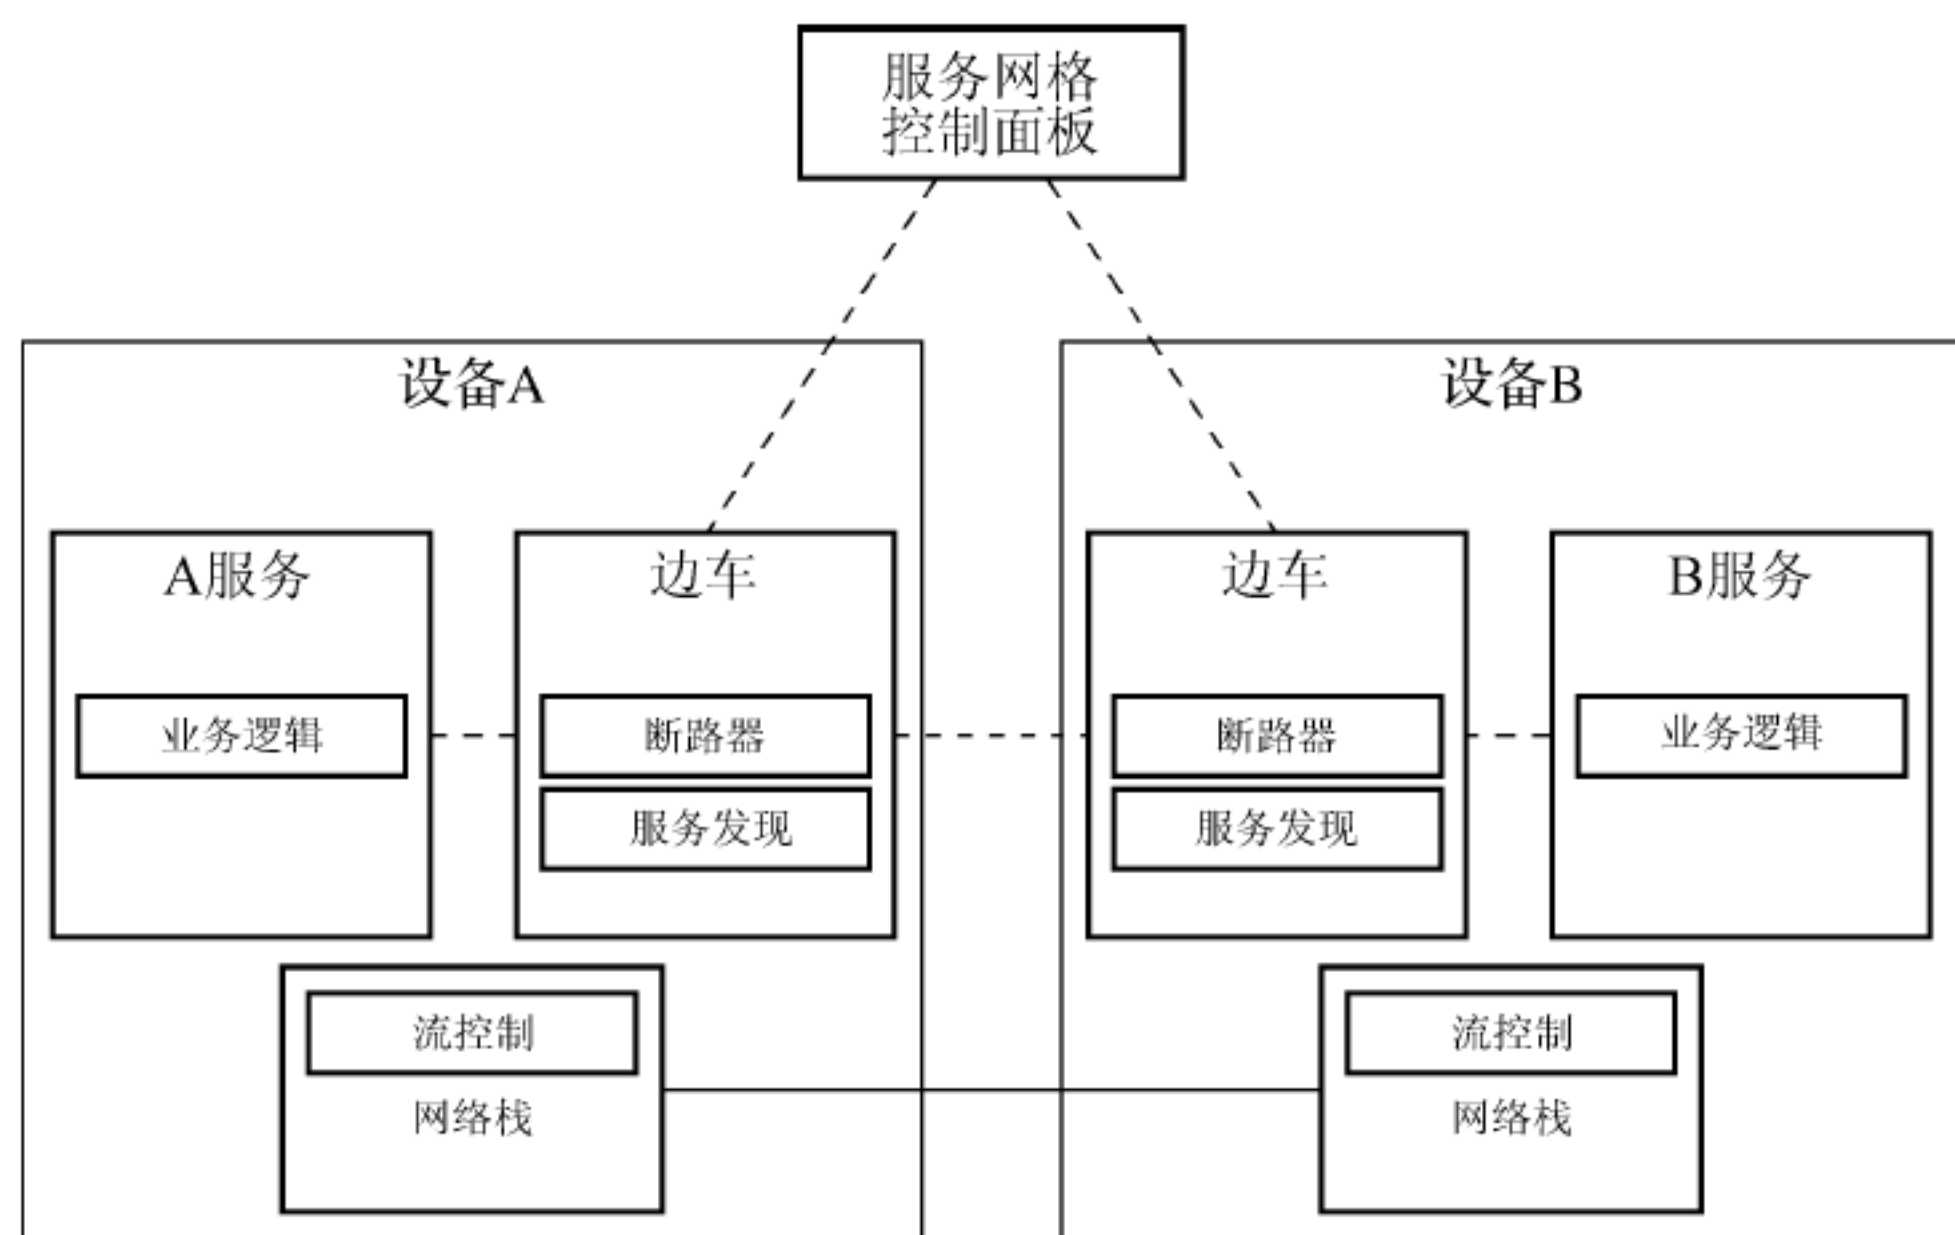 服务网格
控制面板
设备A
设备B
A服务
边车
边车
B服务
业务逻辑
断路器
断路器
业务逻辑
服务发现
服务发现
流控制
流控制
网络栈
网络栈